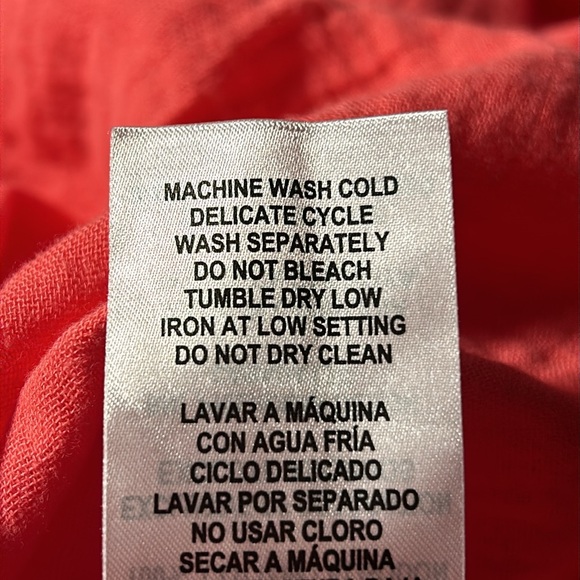 MACHINE WASH COLD
DELICATE CYCLE
WASH SEPARATELY
DO NOT BLEACH
TUMBLE DRY LOW
IRON AT LOW SETTING
DO NOT DRY CLEAN
LAVAR A MÁQUINA
CON AGUA FRÍA
CICLO DELICADO
LAVAR POR SEPARADO
NO USAR CLORO
SECAR A MÁQUINA